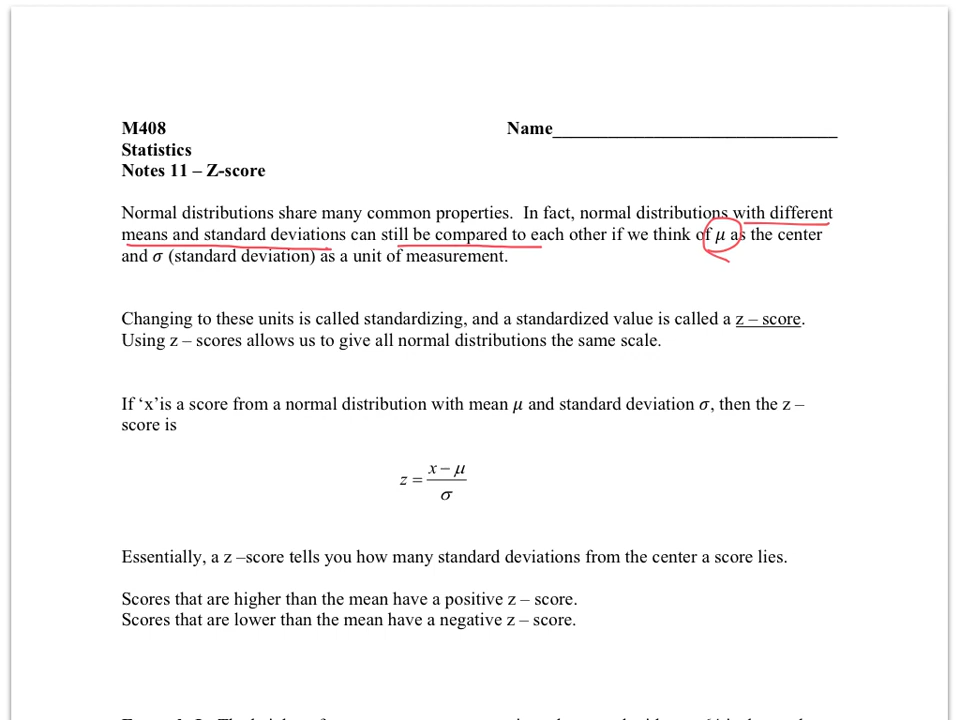 M408
Name
Statistics
Notes 11 – Z-score
Normal distributions share many common properties.  In fact, normal distributions with different
means and standard deviations can still be compared to each other if we think of μ as the center
and σ (standard deviation) as a unit of measurement.
Changing to these units is called standardizing, and a standardized value is called a z – score.
Using z – scores allows us to give all normal distributions the same scale.
If ‘x’is a score from a normal distribution with mean μ and standard deviation σ, then the z –
score is
z = (x − μ) / σ
Essentially, a z –score tells you how many standard deviations from the center a score lies.
Scores that are higher than the mean have a positive z – score.
Scores that are lower than the mean have a negative z – score.